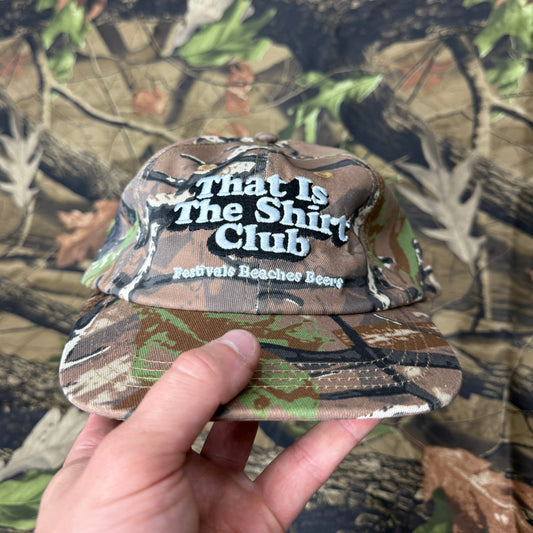 That Is
The Shirt
Club
Festivals Beaches Beers